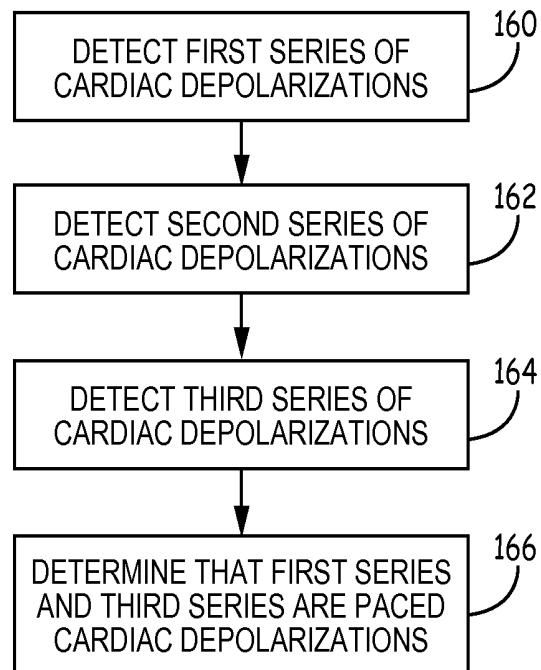 DETECT FIRST SERIES OF
CARDIAC DEPOLARIZATIONS
160
DETECT SECOND SERIES OF
CARDIAC DEPOLARIZATIONS
162
DETECT THIRD SERIES OF
CARDIAC DEPOLARIZATIONS
164
DETERMINE THAT FIRST SERIES
AND THIRD SERIES ARE PACED
CARDIAC DEPOLARIZATIONS
166